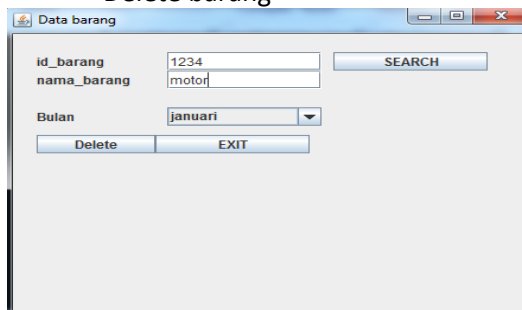 Delete barang
Data barang
id_barang 1234 SEARCH
nama_barang motor
Bulan januari
Delete EXIT